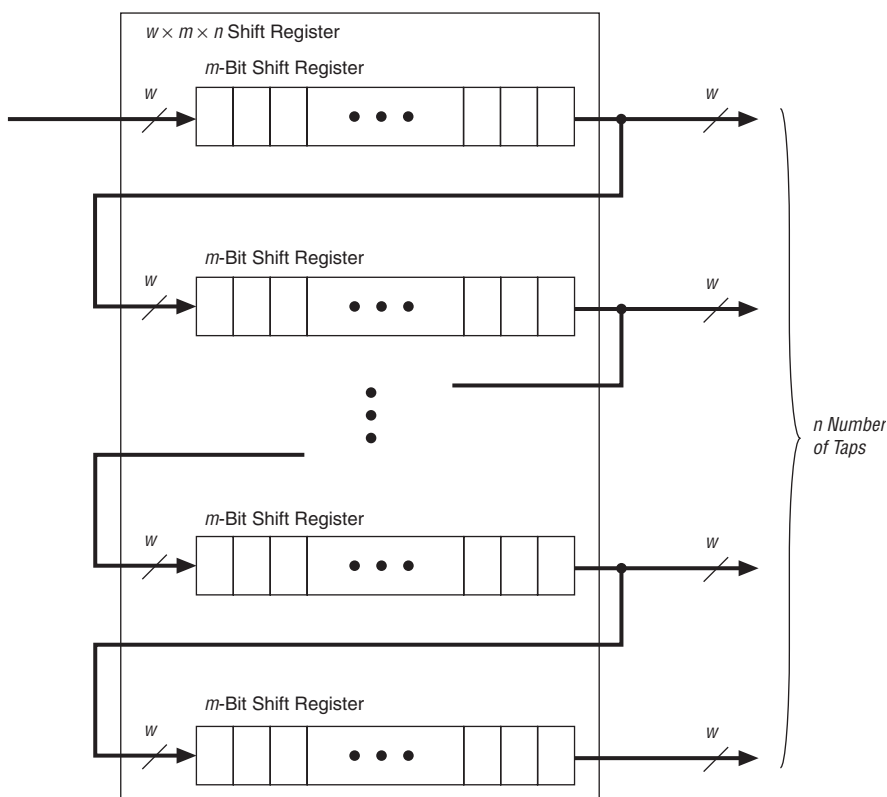 w × m × n Shift Register
m-Bit Shift Register
w
w
m-Bit Shift Register
w
w
n Number
of Taps
m-Bit Shift Register
w
w
m-Bit Shift Register
w
w